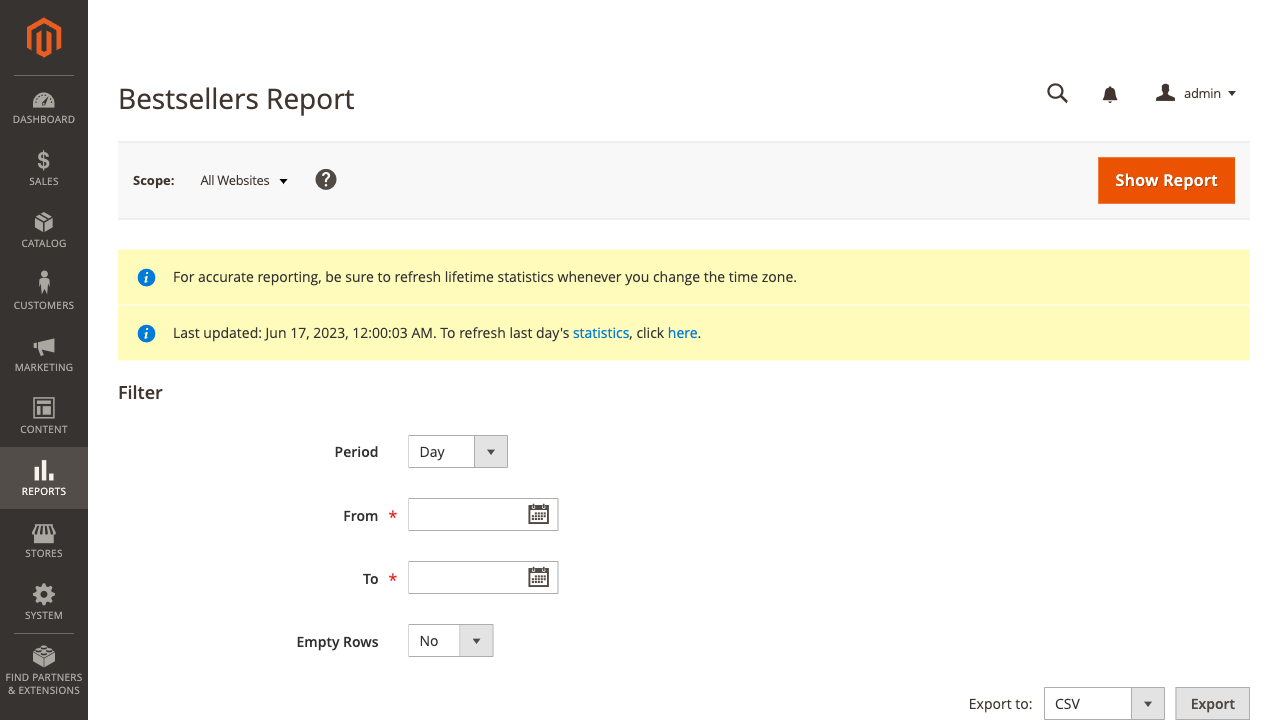 Bestsellers Report
admin
DASHBOARD
SALES
CATALOG
CUSTOMERS
MARKETING
CONTENT
REPORTS
STORES
SYSTEM
FIND PARTNERS
& EXTENSIONS
Scope: All Websites ?
Show Report
For accurate reporting, be sure to refresh lifetime statistics whenever you change the time zone.
Last updated: Jun 17, 2023, 12:00:03 AM. To refresh last day's statistics, click here.
Filter
Period Day
From *
To *
Empty Rows No
Export to: CSV Export